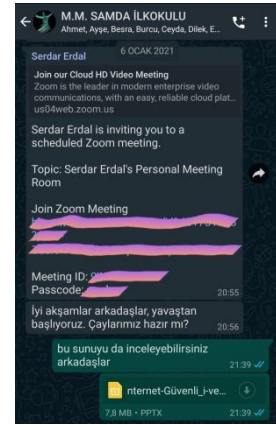 M.M. SAMDA İLKOKULU
Ahmet, Ayşe, Besra, Burcu, Ceyda, Dilek, E...
6 OCAK 2021
Serdar Erdal
Join our Cloud HD Video Meeting
Zoom is the leader in modern enterprise video
communications, with an easy, reliable cloud plat...
us04web.zoom.us
Serdar Erdal is inviting you to a
scheduled Zoom meeting.
Topic: Serdar Erdal's Personal Meeting
Room
Join Zoom Meeting
Meeting ID:
Passcode:
20:55
İyi akşamlar arkadaşlar, yavaştan
başlıyoruz. Çaylarımız hazır mı?
20:56
bu sunuyu da inceleyebilirsiniz
arkadaşlar
21:39
nternet-Güvenli_i-ve...
7,8 MB • PPTX
21:39